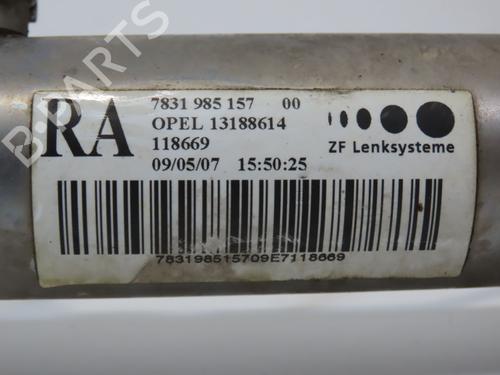 RA
7831 985 157 00
OPEL 13188614
118669
09/05/07 15:50:25
ZF Lenksysteme
783198515709E7118669
B-PARTS